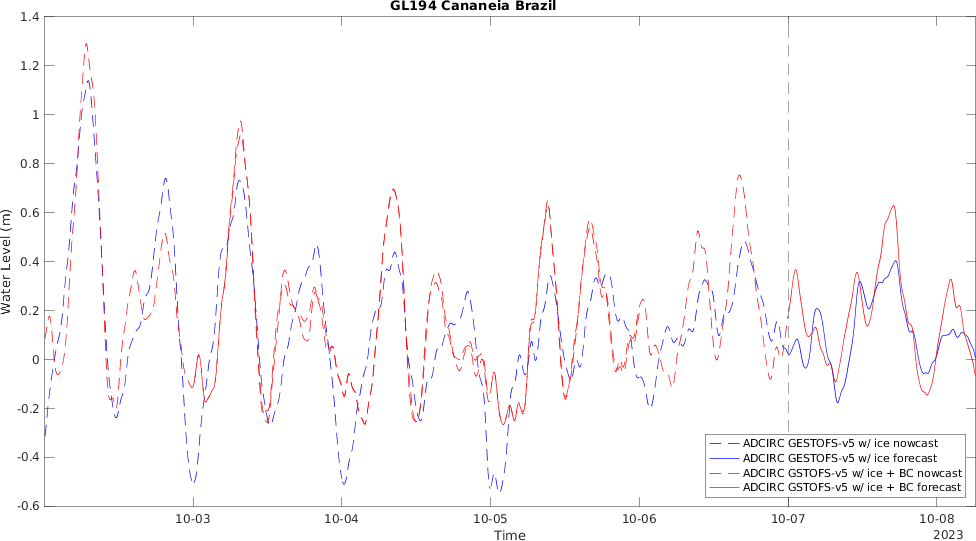 GL194 Cananeia Brazil
1.4
1.2
1
0.8
0.6
0.4
0.2
0
-0.2
-0.4
-0.6
Water Level (m)
10-03
10-04
10-05
10-06
10-07
10-08
Time
2023
ADCIRC GESTOFS-v5 w/ ice nowcast
ADCIRC GESTOFS-v5 w/ ice forecast
ADCIRC GSTOFS-v5 w/ ice + BC nowcast
ADCIRC GSTOFS-v5 w/ ice + BC forecast